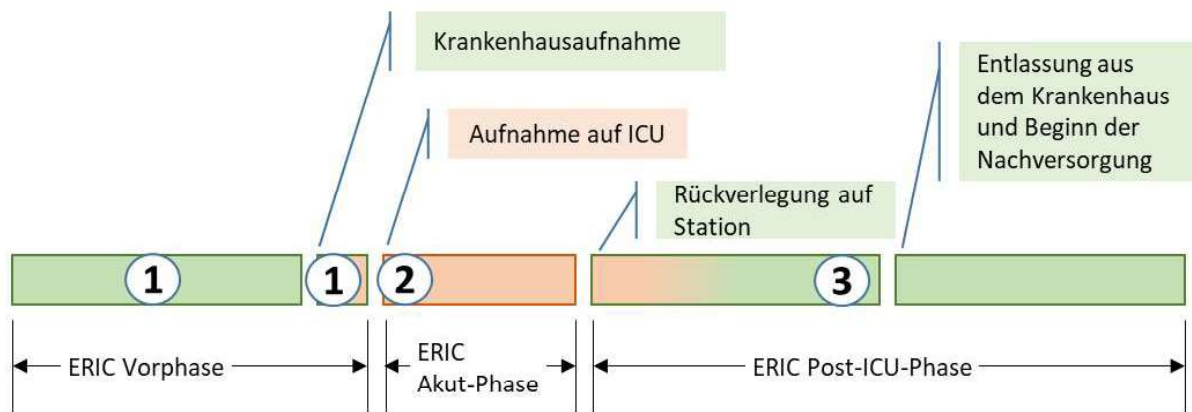 Krankenhausaufnahme
Aufnahme auf ICU
Rückverlegung auf
Station
Entlassung aus
dem Krankenhaus
und Beginn der
Nachversorgung
1
1
2
3
ERIC Vorphase
ERIC
Akut-Phase
ERIC Post-ICU-Phase